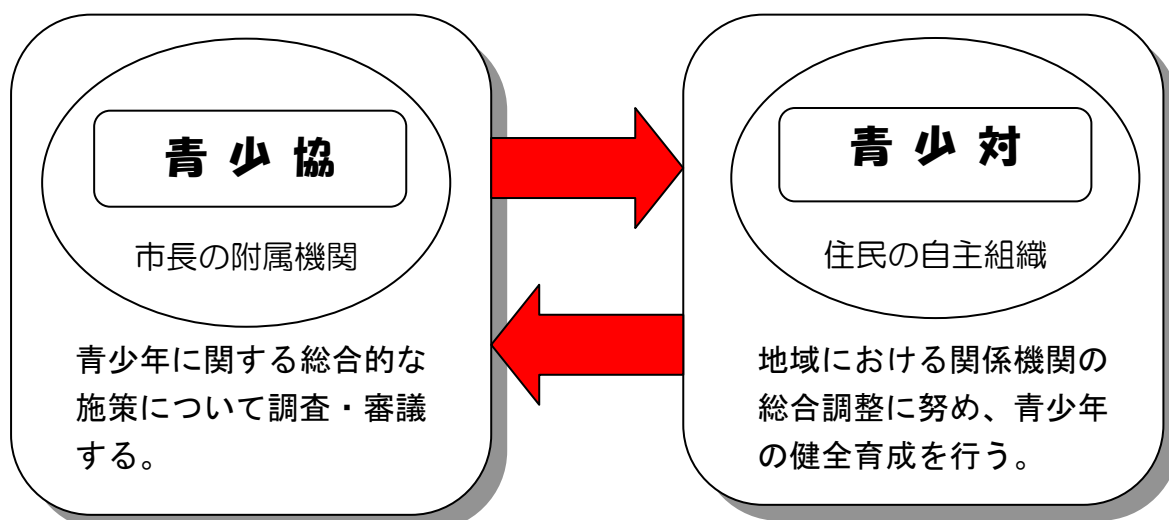 青少協
市長の附属機関
青少年に関する総合的な
施策について調査・審議
する。
青少対
住民の自主組織
地域における関係機関の
総合調整に努め、青少年
の健全育成を行う。